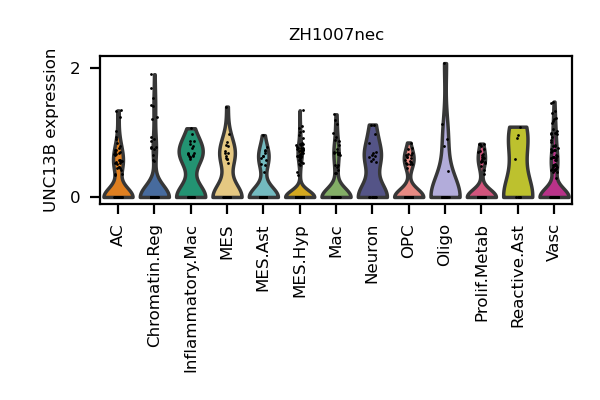 ZH1007nec
UNC13B expression
2
0
AC
Chromatin.Reg
Inflammatory.Mac
MES
MES.Ast
MES.Hyp
Mac
Neuron
OPC
Oligo
Prolif.Metab
Reactive.Ast
Vasc